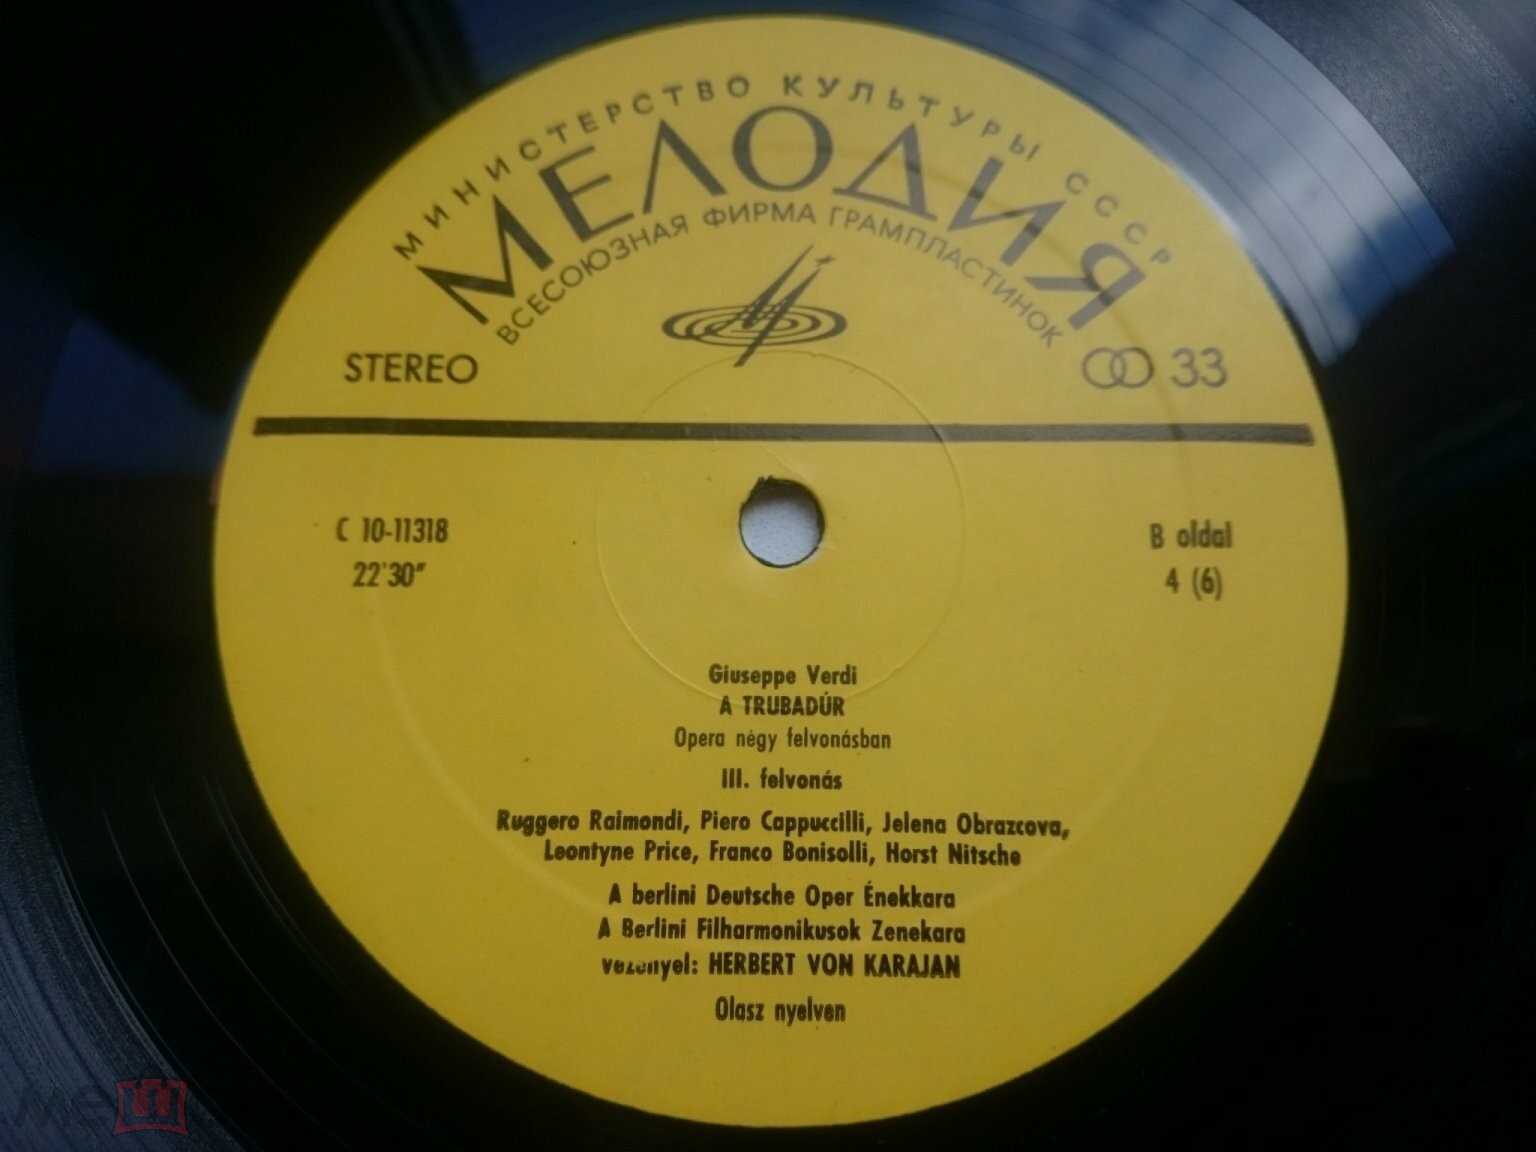 МИНИСТЕРСТВО КУЛЬТУРЫ СССР
МЕЛОДИЯ
ВСЕСОЮЗНАЯ ФИРМА ГРАМПЛАСТИНОК
STEREO
33
C 10-11318
22'30"
B oldal
4 (6)
Giuseppe Verdi
A TRUBADÚR
Opera négy felvonásban
III. felvonás
Ruggero Raimondi, Piero Cappuccilli, Jelena Obrazcova,
Leontyne Price, Franco Bonisolli, Horst Nitsche
A berlini Deutsche Oper Énekkara
A Berlini Filharmonikusok Zenekara
Vezényel: HERBERT VON KARAJAN
Olasz nyelven
меш